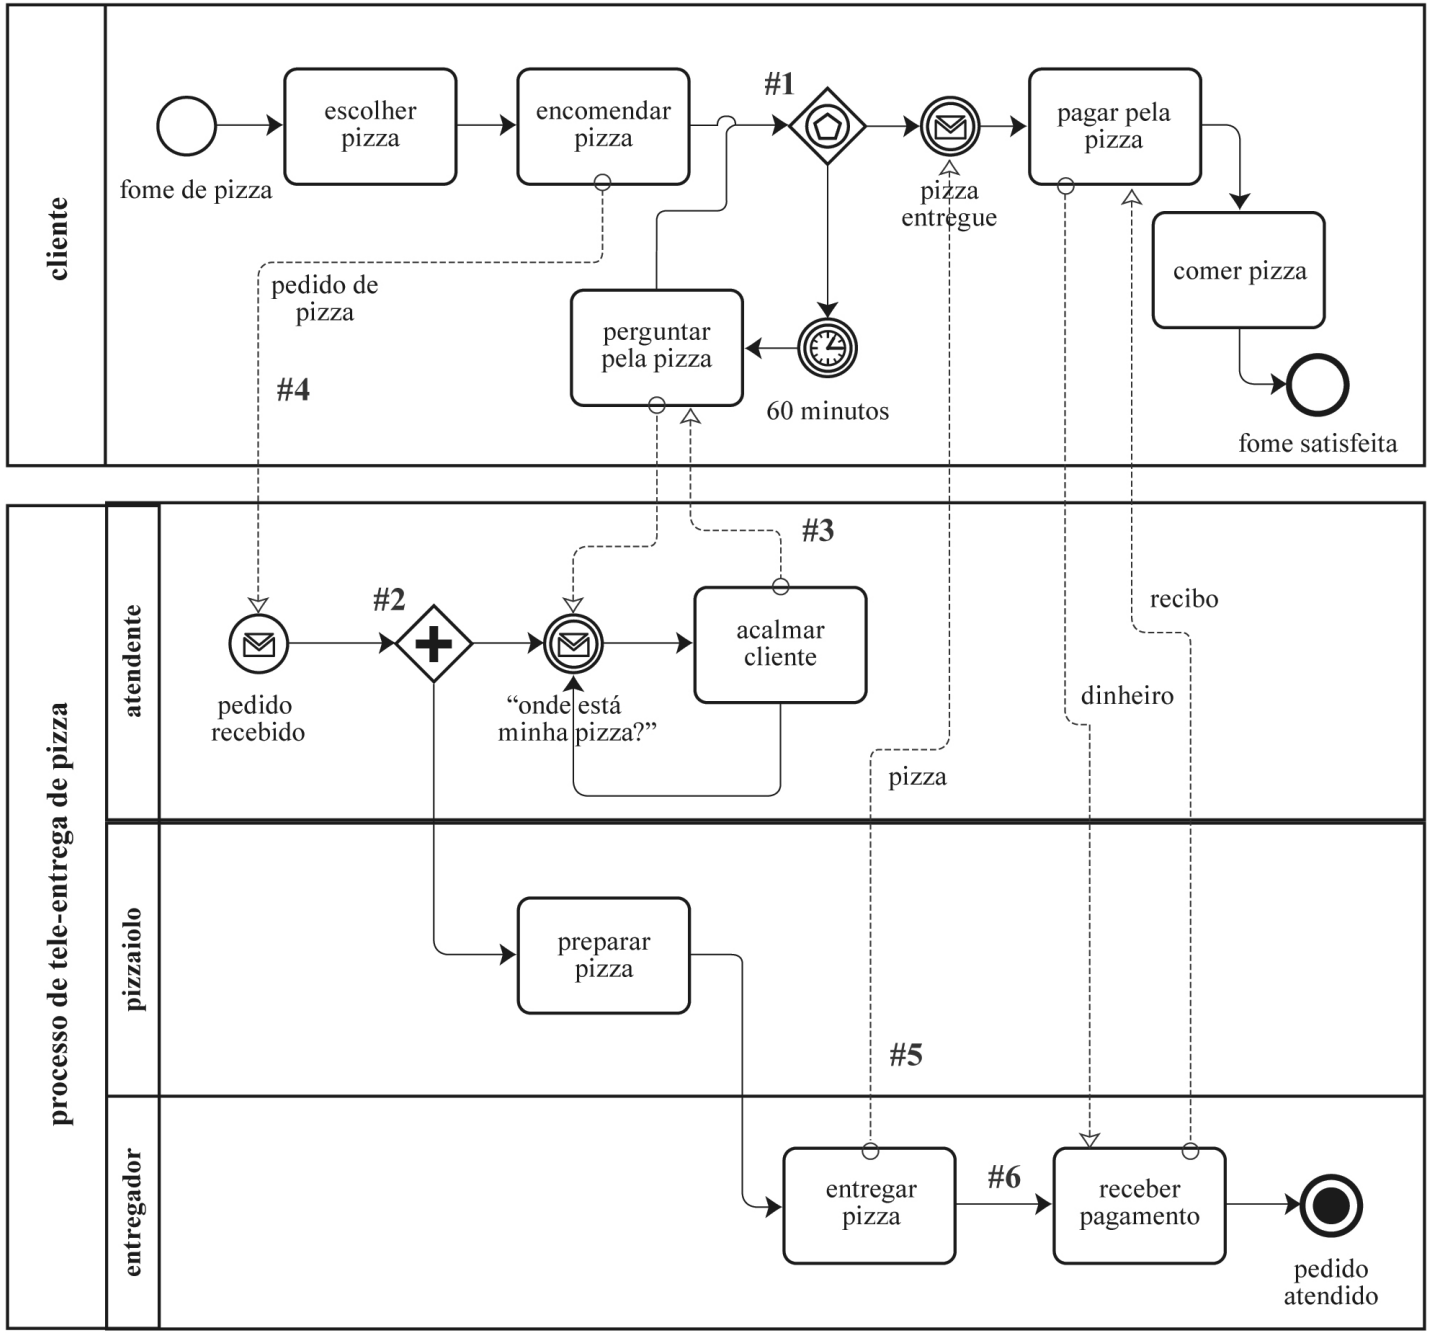 cliente
fome de pizza
escolher
pizza
encomendar
pizza
#1
pizza
entregue
pagar pela
pizza
comer pizza
fome satisfeita
pedido de
pizza
#4
perguntar
pela pizza
60 minutos
processo de tele-entrega de pizza
atendente
pedido
recebido
#2
“onde está
minha pizza?”
#3
acalmar
cliente
pizza
dinheiro
recibo
pizzaiolo
preparar
pizza
#5
entregador
entregar
pizza
#6
receber
pagamento
pedido
atendido